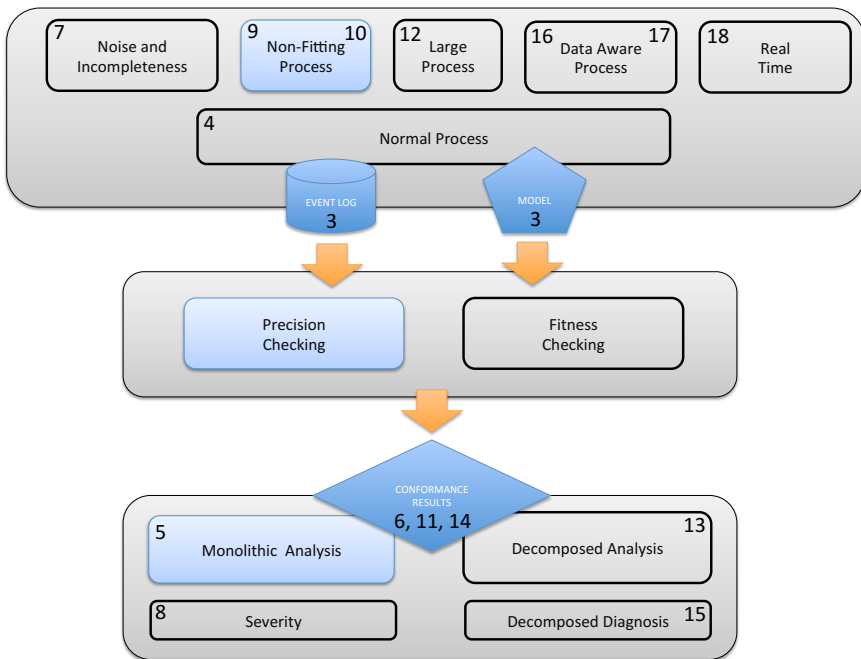 7
Noise and
Incompleteness
9
10
Non-Fitting
Process
12
Large
Process
16
17
Data Aware
Process
18
Real
Time
4
Normal Process
EVENT LOG
3
MODEL
3
Precision
Checking
Fitness
Checking
CONFORMANCE
RESULTS
6, 11, 14
5
Monolithic Analysis
13
Decomposed Analysis
8
Severity
Decomposed Diagnosis
15